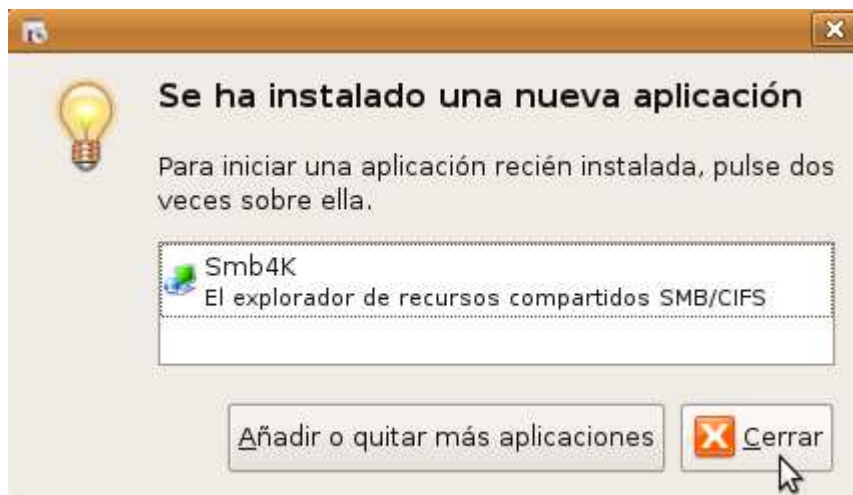 Se ha instalado una nueva aplicación
Para iniciar una aplicación recién instalada, pulse dos
veces sobre ella.
Smb4K
El explorador de recursos compartidos SMB/CIFS
Añadir o quitar más aplicaciones
Cerrar